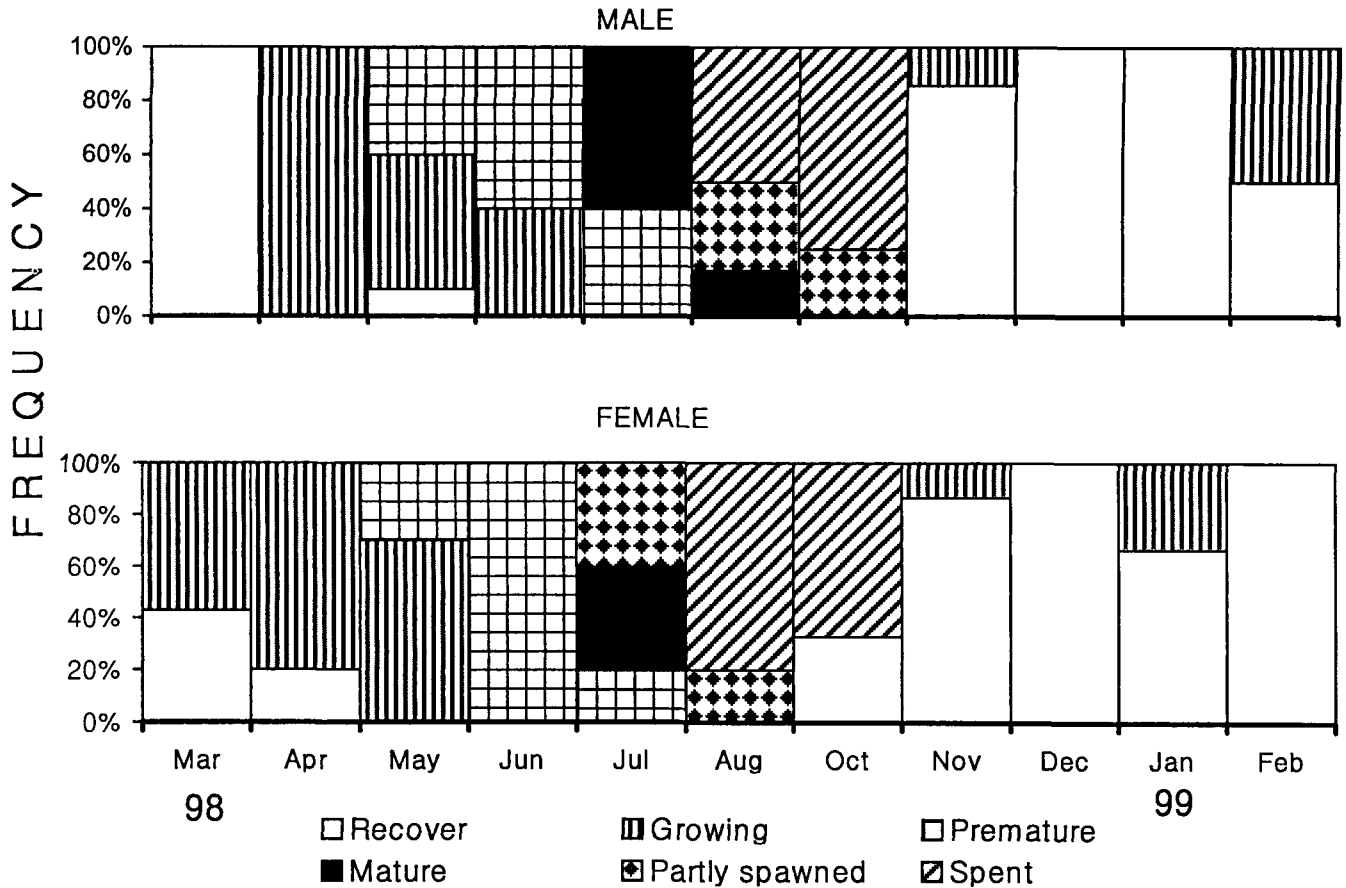 MALE
100%
80%
60%
40%
20%
0%
FREQUENCY
FEMALE
100%
80%
60%
40%
20%
0%
Mar Apr May Jun Jul Aug Oct Nov Dec Jan Feb
98 99
Recover Growing Premature
Mature Partly spawned Spent